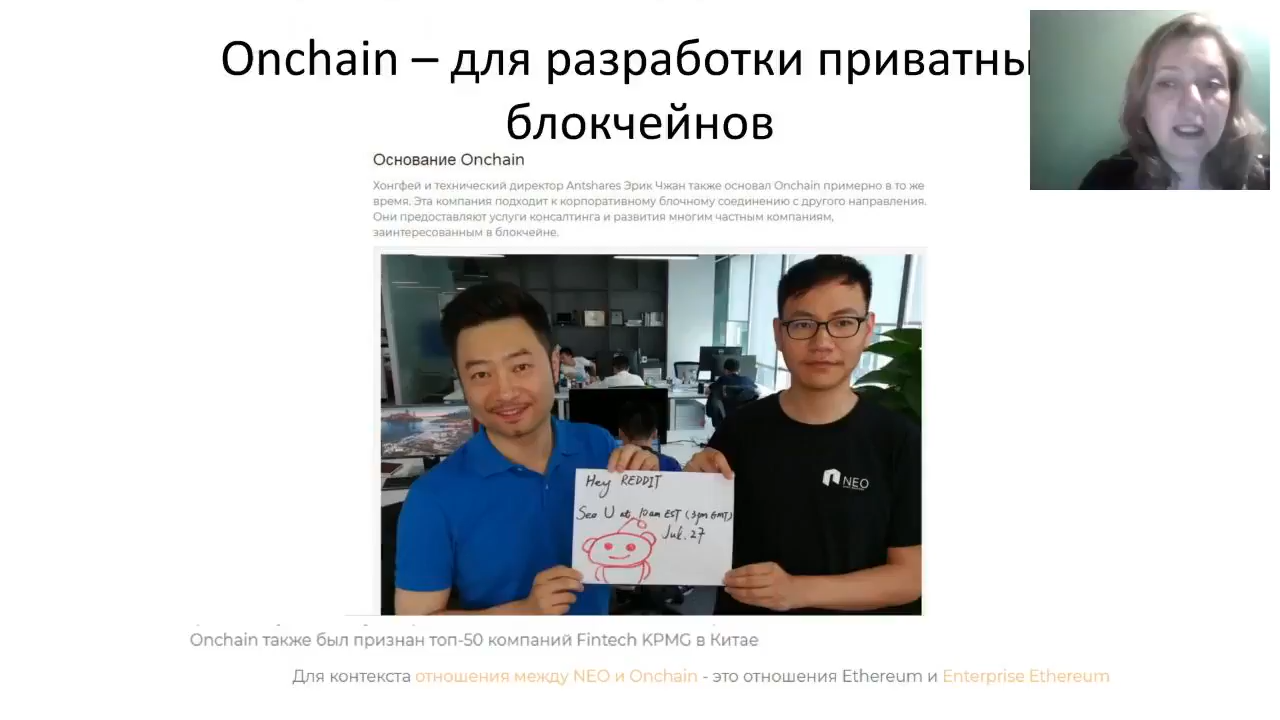 Onchain – для разработки приватны
блокчейнов
Основание Onchain
Хонгфей и технический директор Antshares Эрик Чжан также основал Onchain примерно в то же
время. Эта компания подходит к корпоративному блочному соединению с другого направления.
Они предоставляют услуги консалтинга и развития многим частным компаниям,
заинтересованным в блокчейне.
NEO
Hey REDDIT
See U at 10am EST (3pm GMT)
Jul. 27
Onchain также был признан топ-50 компаний Fintech KPMG в Китае
Для контекста отношения между NEO и Onchain - это отношения Ethereum и Enterprise Ethereum